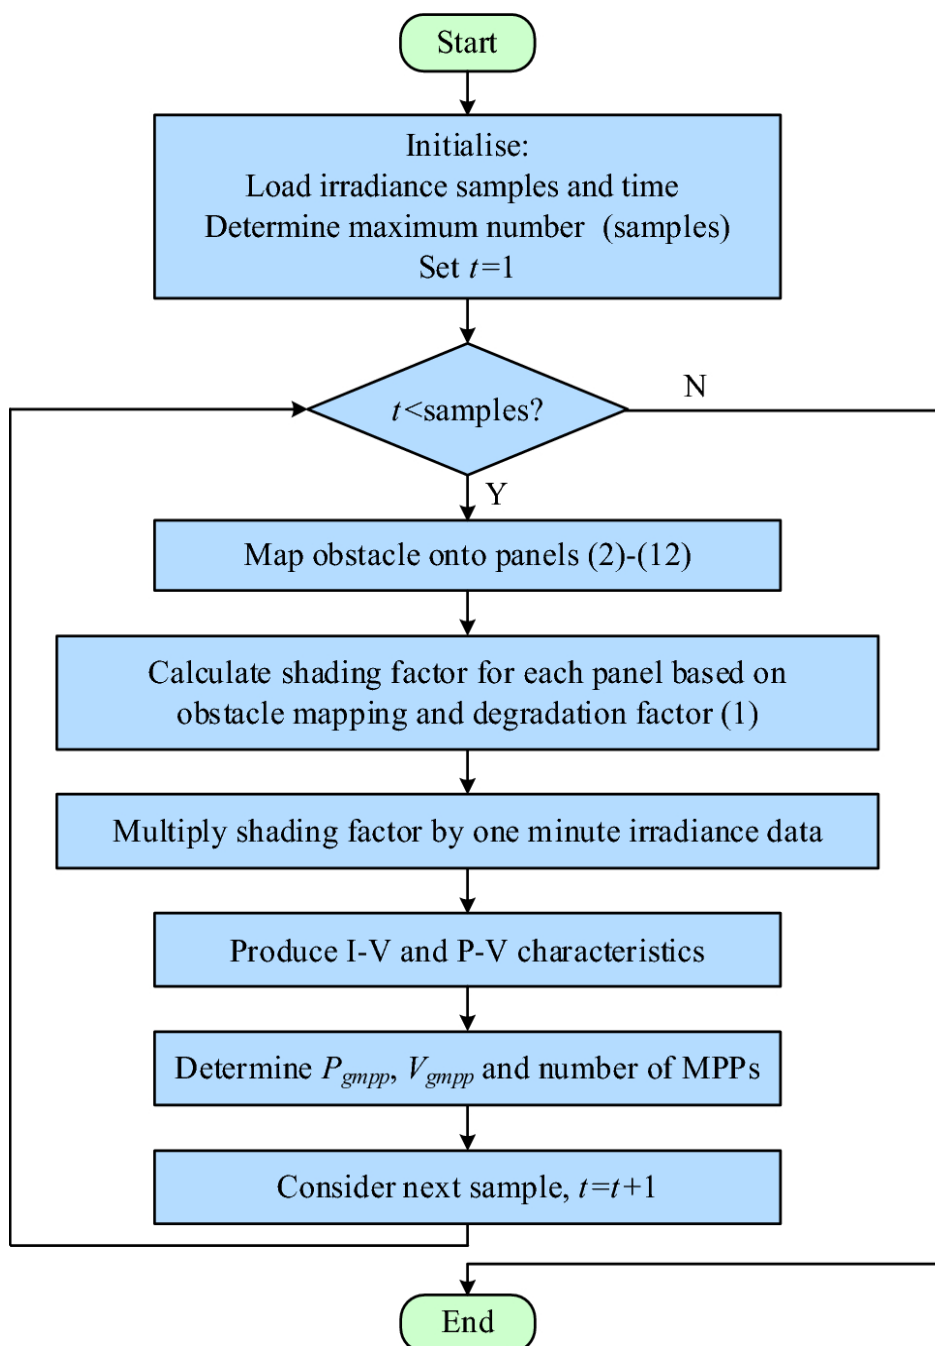 Start
Initialise:
Load irradiance samples and time
Determine maximum number (samples)
Set t=1
t<samples?
N
Y
Map obstacle onto panels (2)-(12)
Calculate shading factor for each panel based on
obstacle mapping and degradation factor (1)
Multiply shading factor by one minute irradiance data
Produce I-V and P-V characteristics
Determine Pgmpp, Vgmpp and number of MPPs
Consider next sample, t=t+1
End